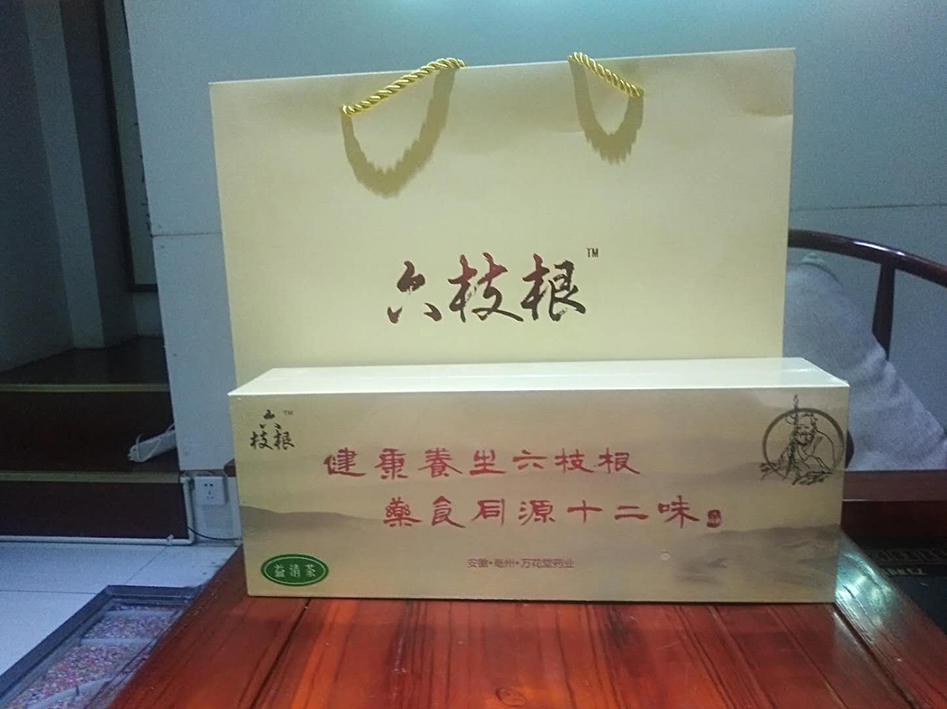 六枝根™
六枝根™
健康養生六枝根
藥食同源十二味
益清茶
安徽·亳州·万花堂药业